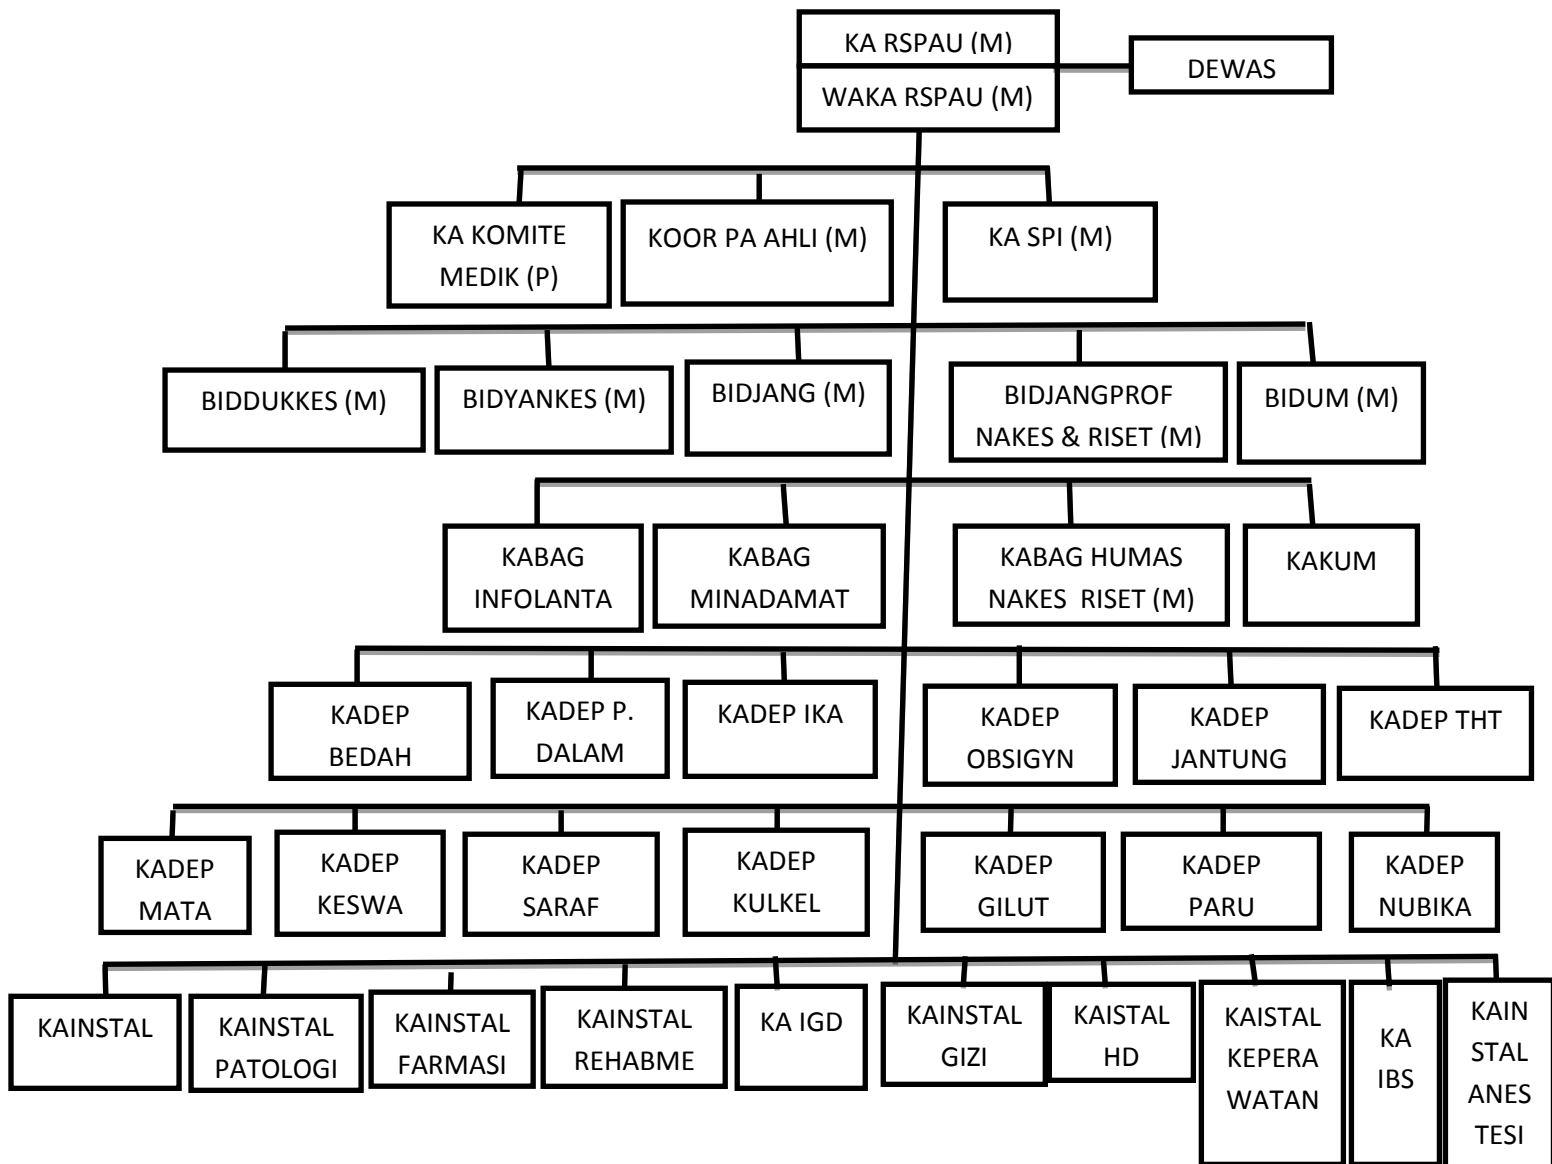 KA RSPAU (M)
DEWAS
WAKA RSPAU (M)
KA KOMITE
MEDIK (P)
KOOR PA AHLI (M)
KA SPI (M)
BIDDUKKES (M)
BIDYANKES (M)
BIDJANG (M)
BIDJANGPROF
NAKES & RISET (M)
BIDUM (M)
KABAG
INFOLANTA
KABAG
MINADAMAT
KABAG HUMAS
NAKES RISET (M)
KAKUM
KADEP
BEDAH
KADEP P.
DALAM
KADEP IKA
KADEP
OBSIGYN
KADEP
JANTUNG
KADEP THT
KADEP
MATA
KADEP
KESWA
KADEP
SARAF
KADEP
KULKEL
KADEP
GILUT
KADEP
PARU
KADEP
NUBIKA
KAINSTAL
KAINSTAL
PATOLOGI
KAINSTAL
FARMASI
KAINSTAL
REHABME
KA IGD
KAINSTAL
GIZI
KAISTAL
HD
KAISTAL
KEPERA
WATAN
KA
IBS
KAIN
STAL
ANES
TESI